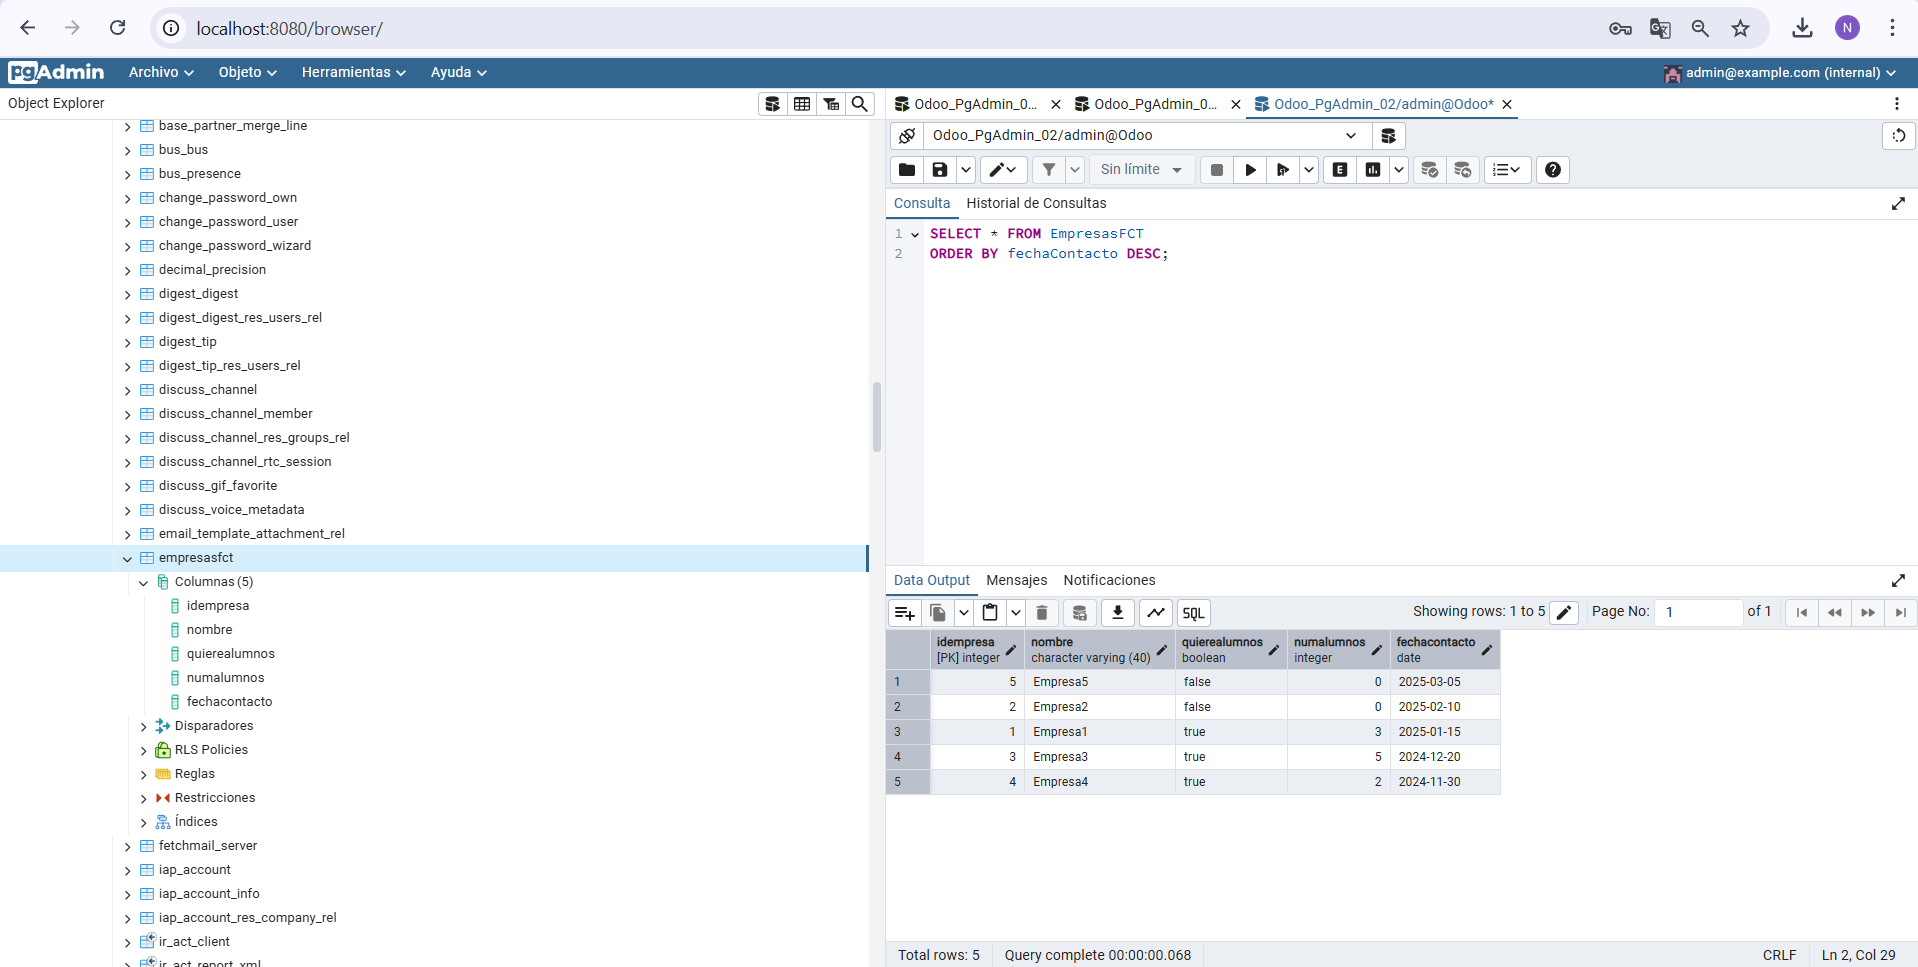 localhost:8080/browser/
N
pgAdmin
Archivo
Objeto
Herramientas
Ayuda
admin@example.com (internal)
Object Explorer
base_partner_merge_line
bus_bus
bus_presence
change_password_own
change_password_user
change_password_wizard
decimal_precision
digest_digest
digest_digest_res_users_rel
digest_tip
digest_tip_res_users_rel
discuss_channel
discuss_channel_member
discuss_channel_res_groups_rel
discuss_channel_rtc_session
discuss_gif_favorite
discuss_voice_metadata
email_template_attachment_rel
empresasfct
Columnas (5)
idempresa
nombre
quierealumnos
numalumnos
fechacontacto
Disparadores
RLS Policies
Reglas
Restricciones
Índices
fetchmail_server
iap_account
iap_account_info
iap_account_res_company_rel
ir_act_client
ir_act_report_xml
Odoo_PgAdmin_0... Odoo_PgAdmin_0... Odoo_PgAdmin_02/admin@Odoo*
Odoo_PgAdmin_02/admin@Odoo
Sin límite
E
Consulta Historial de Consultas
1 SELECT * FROM EmpresasFCT
2 ORDER BY fechaContacto DESC;
Data Output Mensajes Notificaciones
SQL Showing rows: 1 to 5 Page No: 1 of 1
idempresa nombre quierealumnos numalumnos fechacontacto
[PK] integer character varying (40) boolean integer date
1 5 Empresa5 false 0 2025-03-05
2 2 Empresa2 false 0 2025-02-10
3 1 Empresa1 true 3 2025-01-15
4 3 Empresa3 true 5 2024-12-20
5 4 Empresa4 true 2 2024-11-30
Total rows: 5 Query complete 00:00:00.068 CRLF Ln 2, Col 29